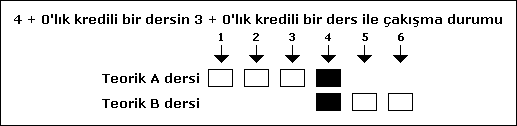 4 + 0'lık kredili bir dersin 3 + 0'lık kredili bir ders ile çakışma durumu
1 2 3 4 5 6
Teorik A dersi
Teorik B dersi